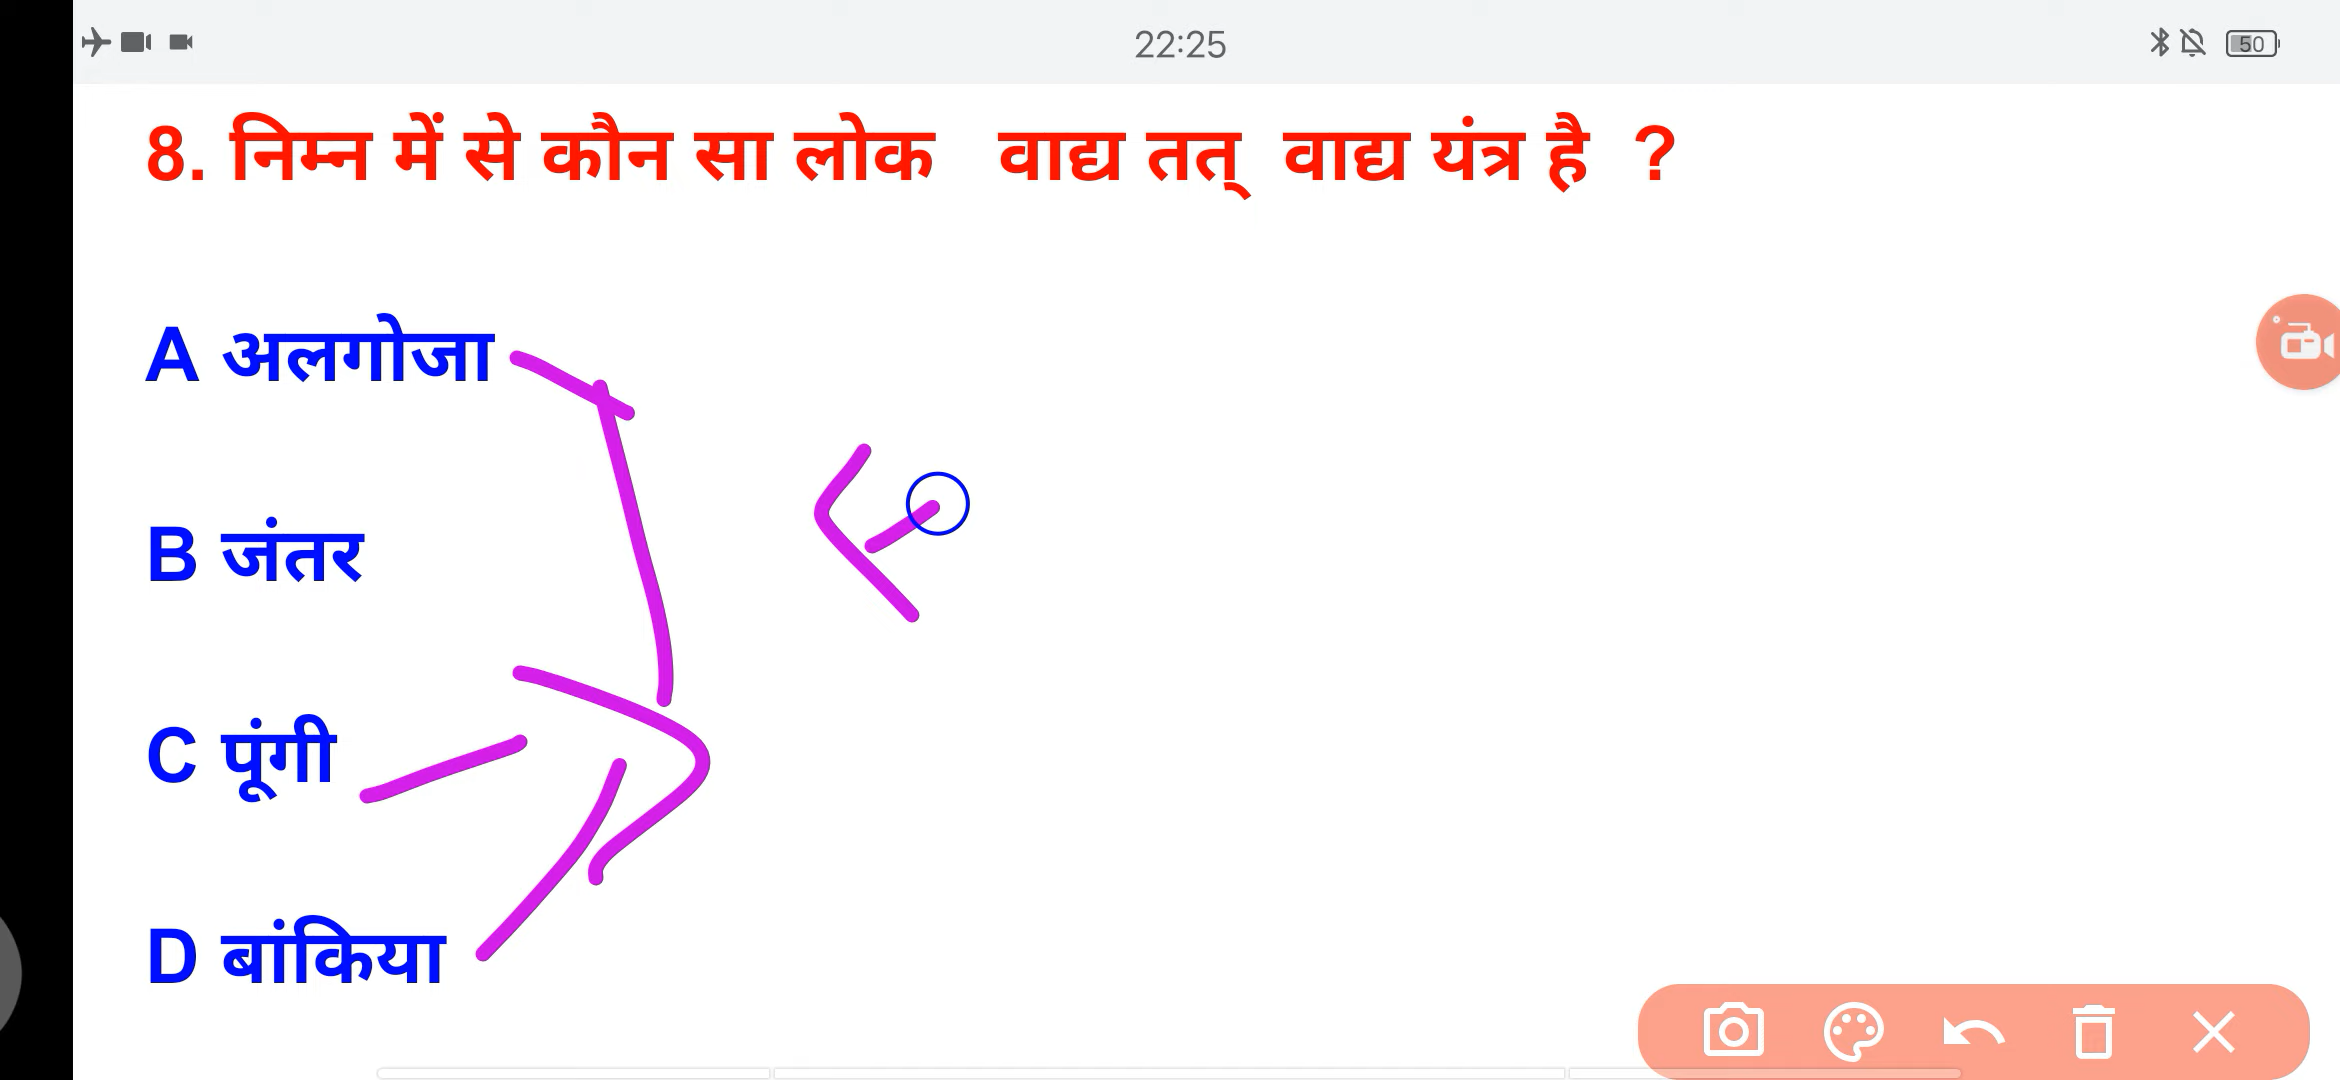 22:25
50
8. निम्न में से कौन सा लोक वाद्य तत् वाद्य यंत्र है ?
A अलगोजा
B जंतर
C पूंगी
D बांकिया